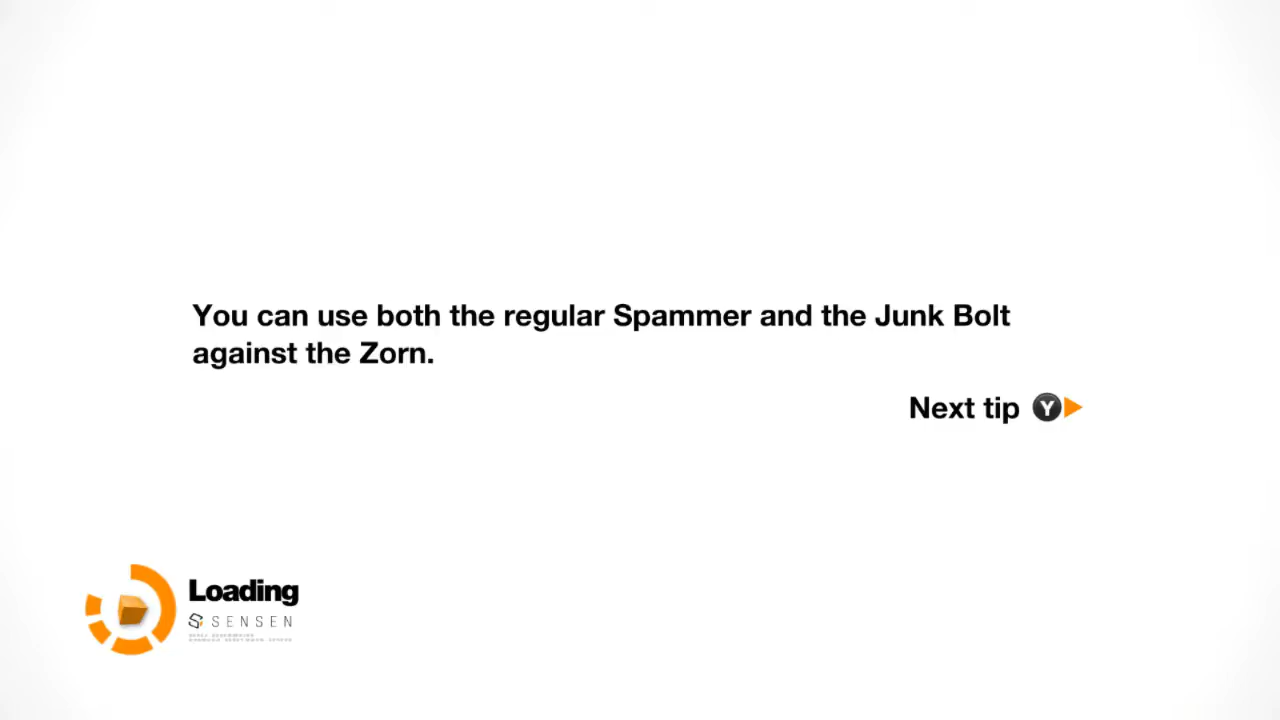 You can use both the regular Spammer and the Junk Bolt
against the Zorn.
Next tip Y
Loading
SENSEN